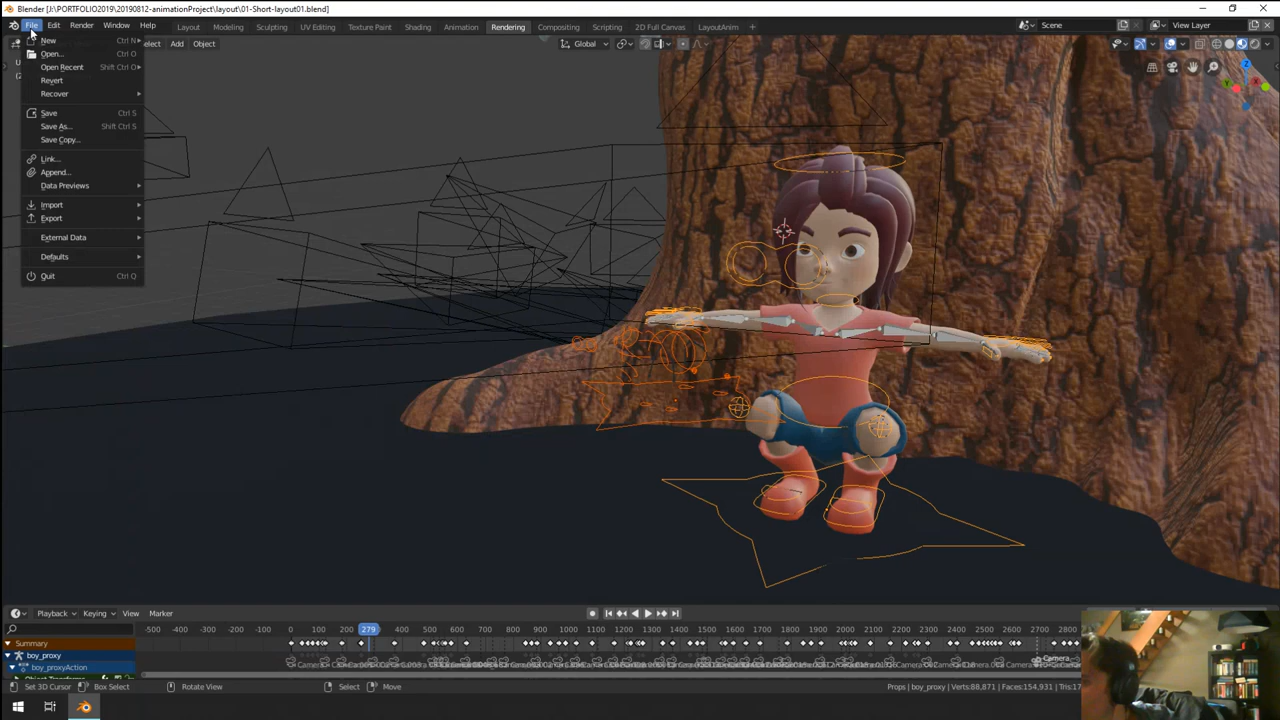 Blender [J:\PORTFOLIO2019\20190812-animationProject\layout\01-Short-layout01.blend]
File Edit Render Window Help
Layout Modeling Sculpting UV Editing Texture Paint Shading Animation Rendering Compositing Scripting 2D Full Canvas LayoutAnim +
Scene
View Layer
Select Add Object
Global
New Ctrl N
Open... Ctrl O
Open Recent Shift Ctrl O
Revert
Recover
Save Ctrl S
Save As... Shift Ctrl S
Save Copy...
Link...
Append...
Data Previews
Import
Export
External Data
Defaults
Quit Ctrl Q
Playback Keying View Marker
-500 -400 -300 -200 -100 0 100 200 279 400 500 600 700 800 900 1000 1100 1200 1300 1400 1500 1600 1700 1800 1900 2000 2100 2200 2300 2400 2500 2600 2700 2800
Summary
boy_proxy
boy_proxyAction
Camera
Set 3D Cursor Box Select Rotate View Select Move
Props | boy_proxy | Verts:88,871 | Faces:154,931 | Tris:17